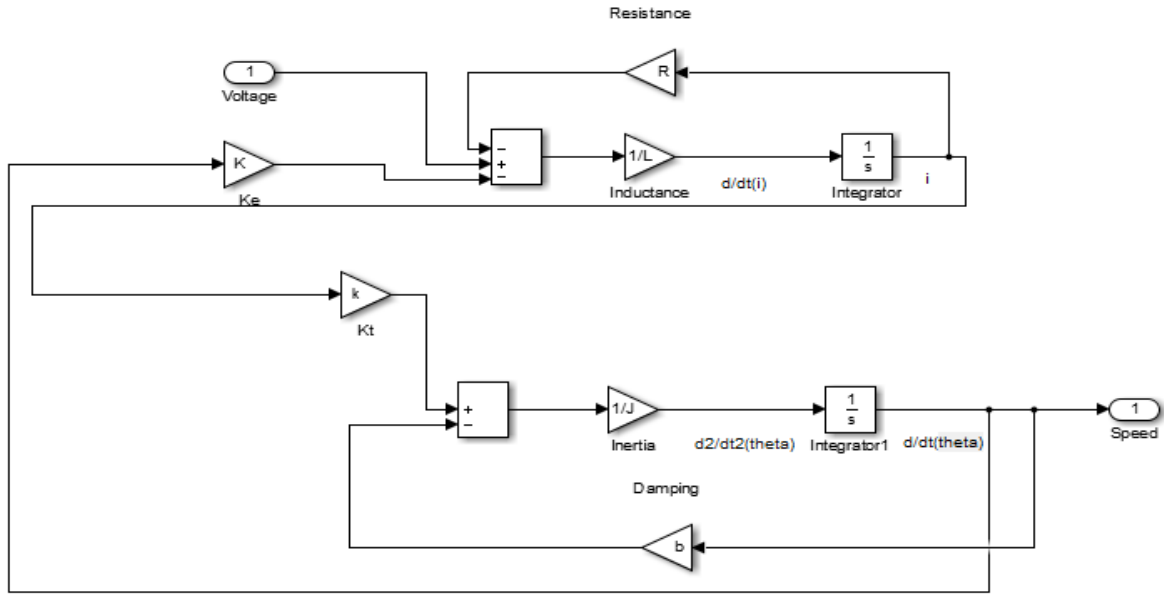 Resistance
R
1
Voltage
K
Ke
−
+
−
1/L
Inductance
d/dt(i)
1
s
Integrator
i
k
Kt
+
−
1/J
Inertia
d2/dt2(theta)
1
s
Integrator1
d/dt(theta)
1
Speed
Damping
b